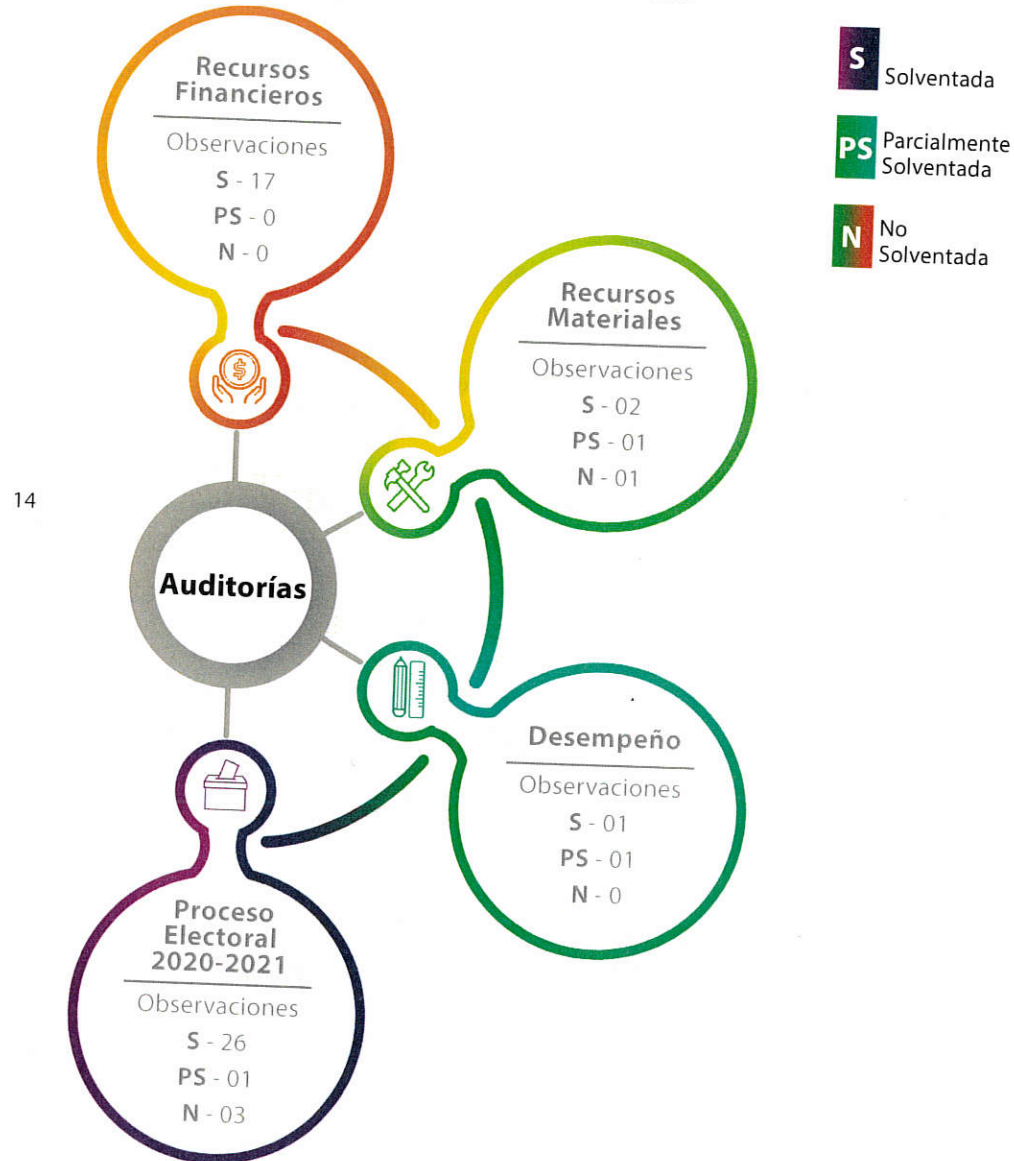 Recursos
Financieros
Observaciones
S - 17
PS - 0
N - 0
S
Solventada
PS
Parcialmente
Solventada
N
No
Solventada
Recursos
Materiales
Observaciones
S - 02
PS - 01
N - 01
14
Auditorías
Desempeño
Observaciones
S - 01
PS - 01
N - 0
Proceso
Electoral
2020-2021
Observaciones
S - 26
PS - 01
N - 03